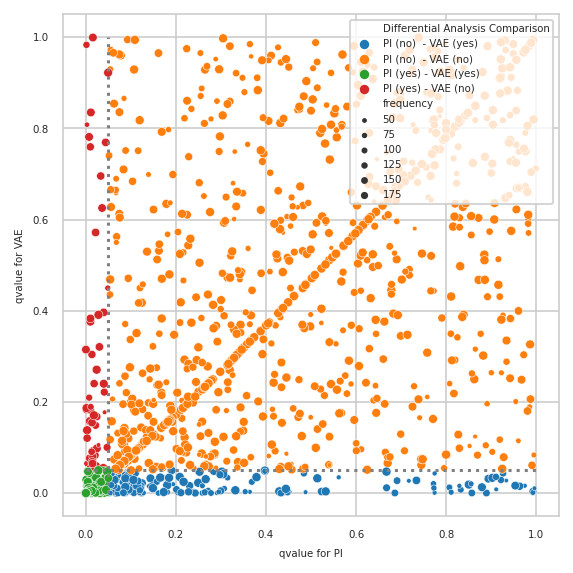 Differential Analysis Comparison
PI (no) - VAE (yes)
PI (no) - VAE (no)
PI (yes) - VAE (yes)
PI (yes) - VAE (no)
frequency
50
75
100
125
150
175
1.0
0.8
0.6
0.4
0.2
0.0
qvalue for VAE
0.0 0.2 0.4 0.6 0.8 1.0
qvalue for PI